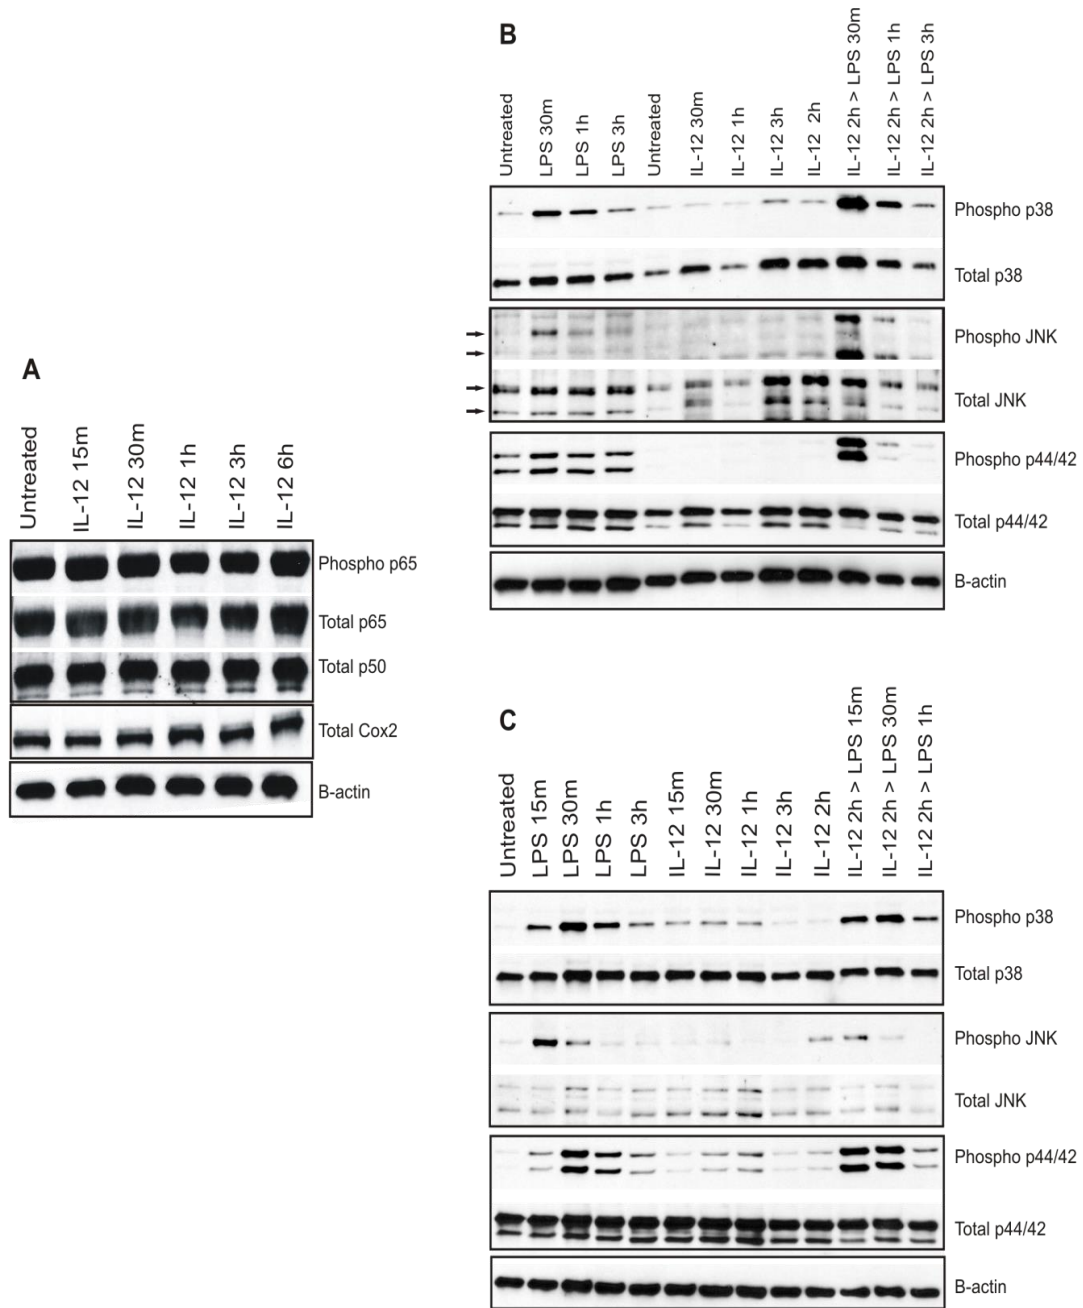 A
Untreated
IL-12 15m
IL-12 30m
IL-12 1h
IL-12 3h
IL-12 6h
Phospho p65
Total p65
Total p50
Total Cox2
B-actin
B
Untreated
LPS 30m
LPS 1h
LPS 3h
Untreated
IL-12 30m
IL-12 1h
IL-12 3h
IL-12 2h
IL-12 2h > LPS 30m
IL-12 2h > LPS 1h
IL-12 2h > LPS 3h
Phospho p38
Total p38
Phospho JNK
Total JNK
Phospho p44/42
Total p44/42
B-actin
C
Untreated
LPS 15m
LPS 30m
LPS 1h
LPS 3h
IL-12 15m
IL-12 30m
IL-12 1h
IL-12 3h
IL-12 2h
IL-12 2h > LPS 15m
IL-12 2h > LPS 30m
IL-12 2h > LPS 1h
Phospho p38
Total p38
Phospho JNK
Total JNK
Phospho p44/42
Total p44/42
B-actin